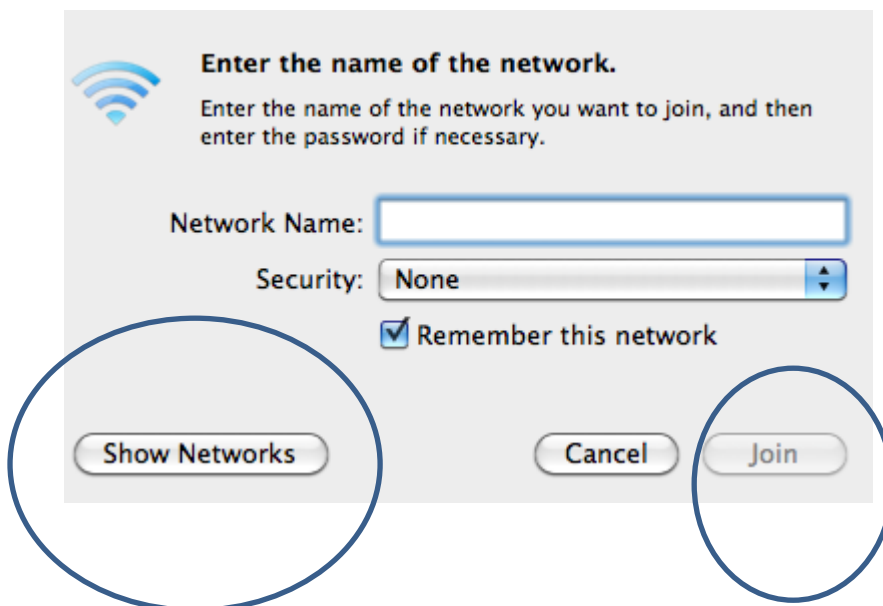 Enter the name of the network.
Enter the name of the network you want to join, and then
enter the password if necessary.
Network Name:
Security: None
Remember this network
Show Networks Cancel Join